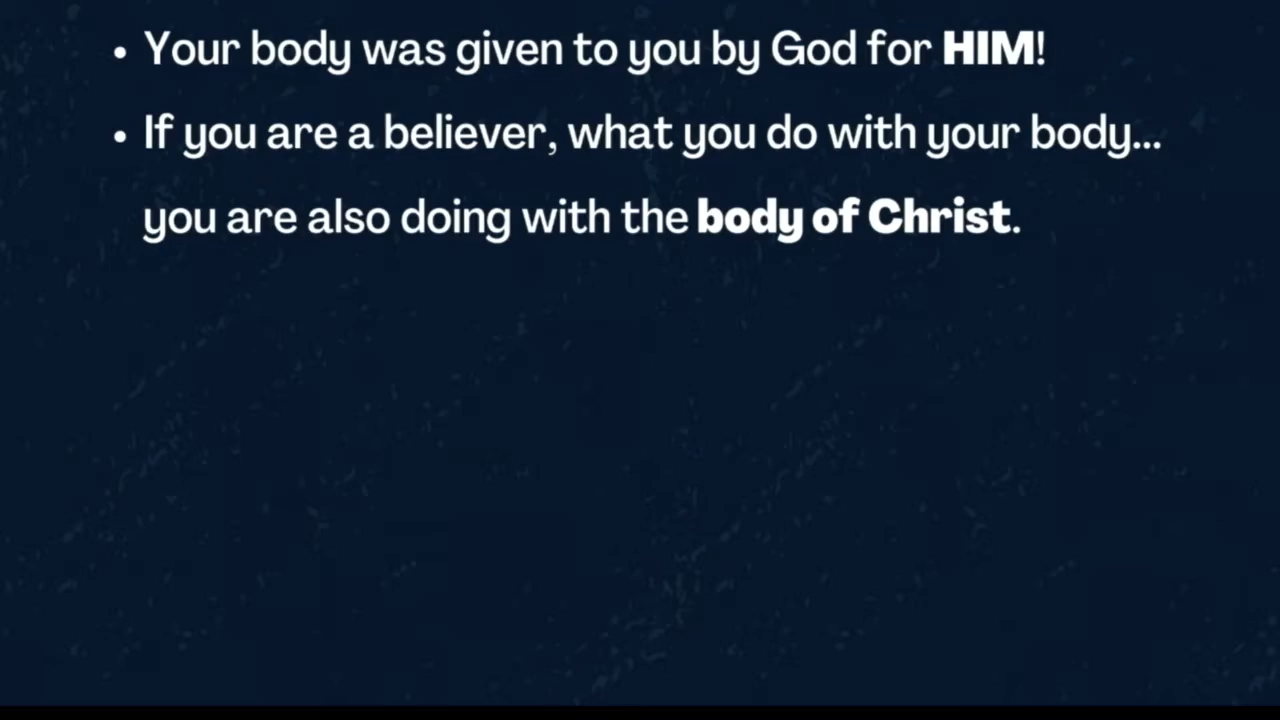 • Your body was given to you by God for HIM!
• If you are a believer, what you do with your body...
you are also doing with the body of Christ.